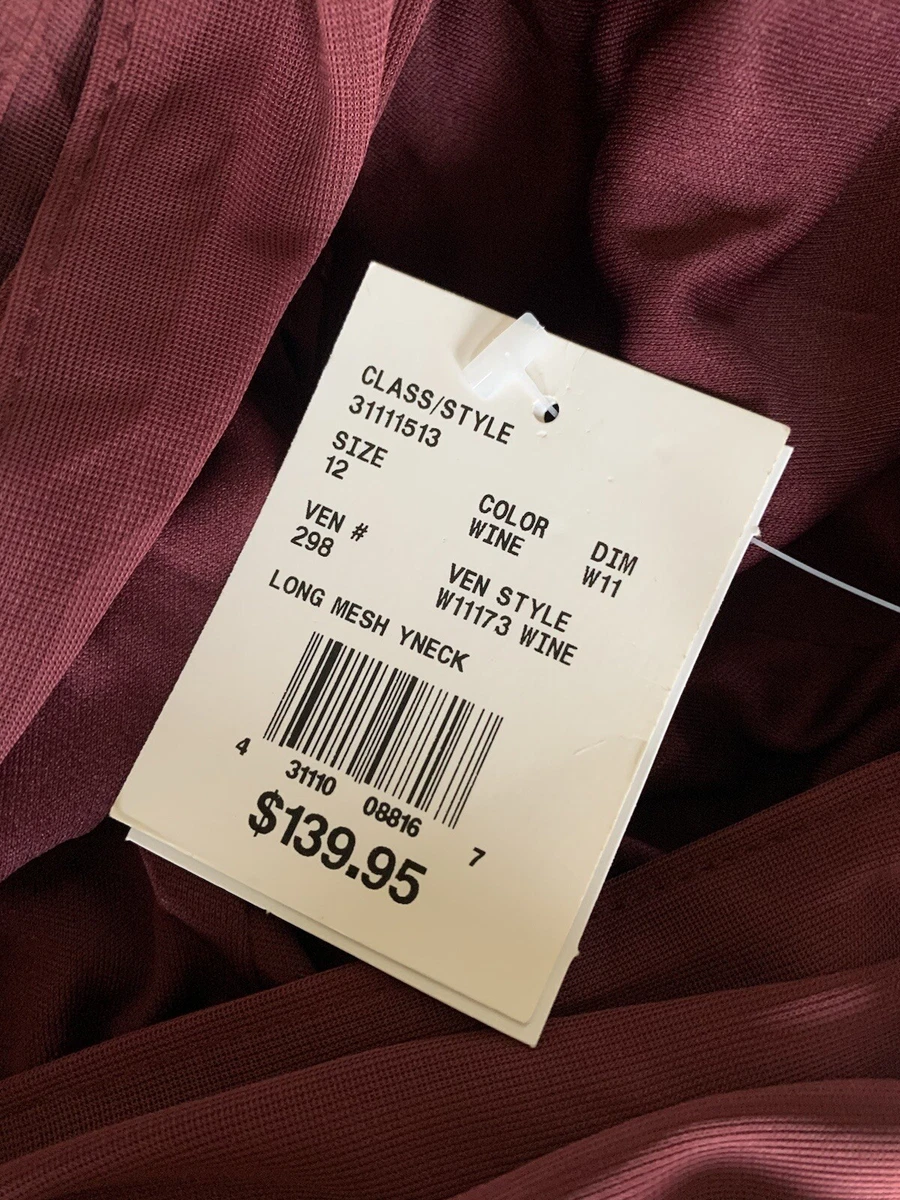 CLASS/STYLE
31111513
SIZE
12
COLOR
WINE
DIM
W11
VEN #
298
VEN STYLE
W11173 WINE
LONG MESH YNECK
4 31110 08816 7
$139.95